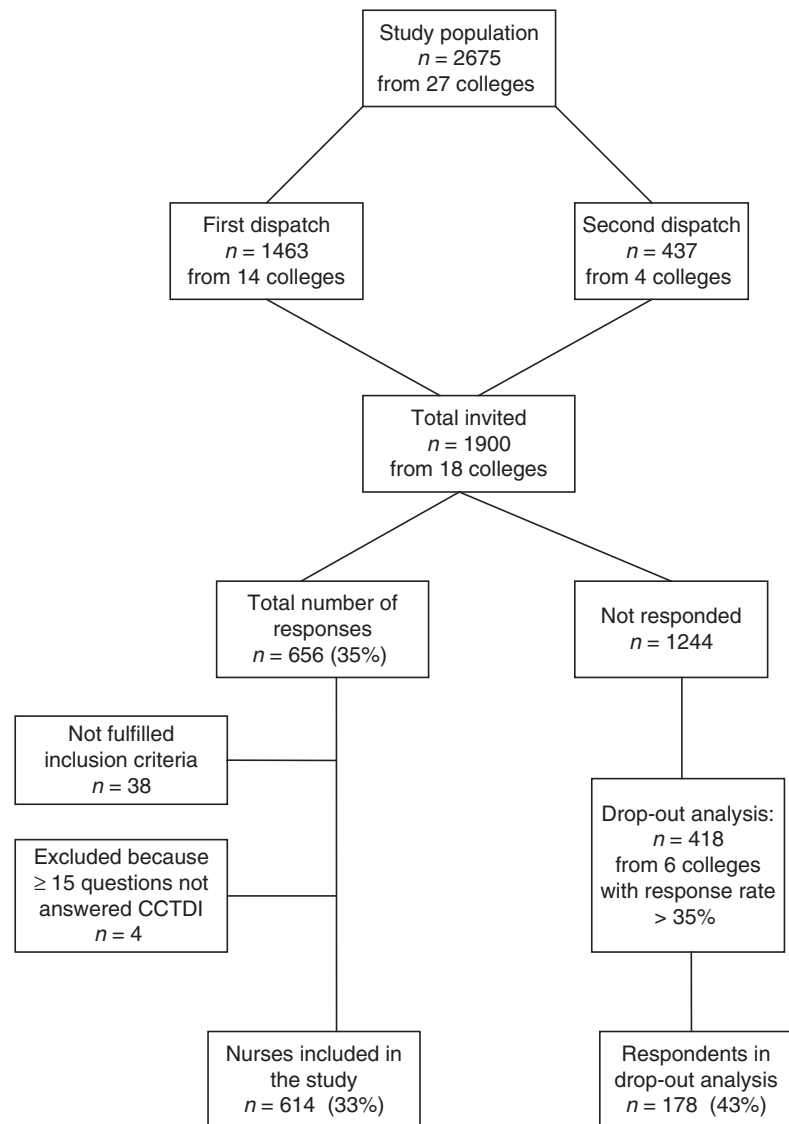 Study population
n = 2675
from 27 colleges
First dispatch
n = 1463
from 14 colleges
Second dispatch
n = 437
from 4 colleges
Total invited
n = 1900
from 18 colleges
Total number of
responses
n = 656 (35%)
Not responded
n = 1244
Not fulfilled
inclusion criteria
n = 38
Drop-out analysis:
n = 418
from 6 colleges
with response rate
> 35%
Excluded because
≥ 15 questions not
answered CCTDI
n = 4
Nurses included in
the study
n = 614 (33%)
Respondents in
drop-out analysis
n = 178 (43%)